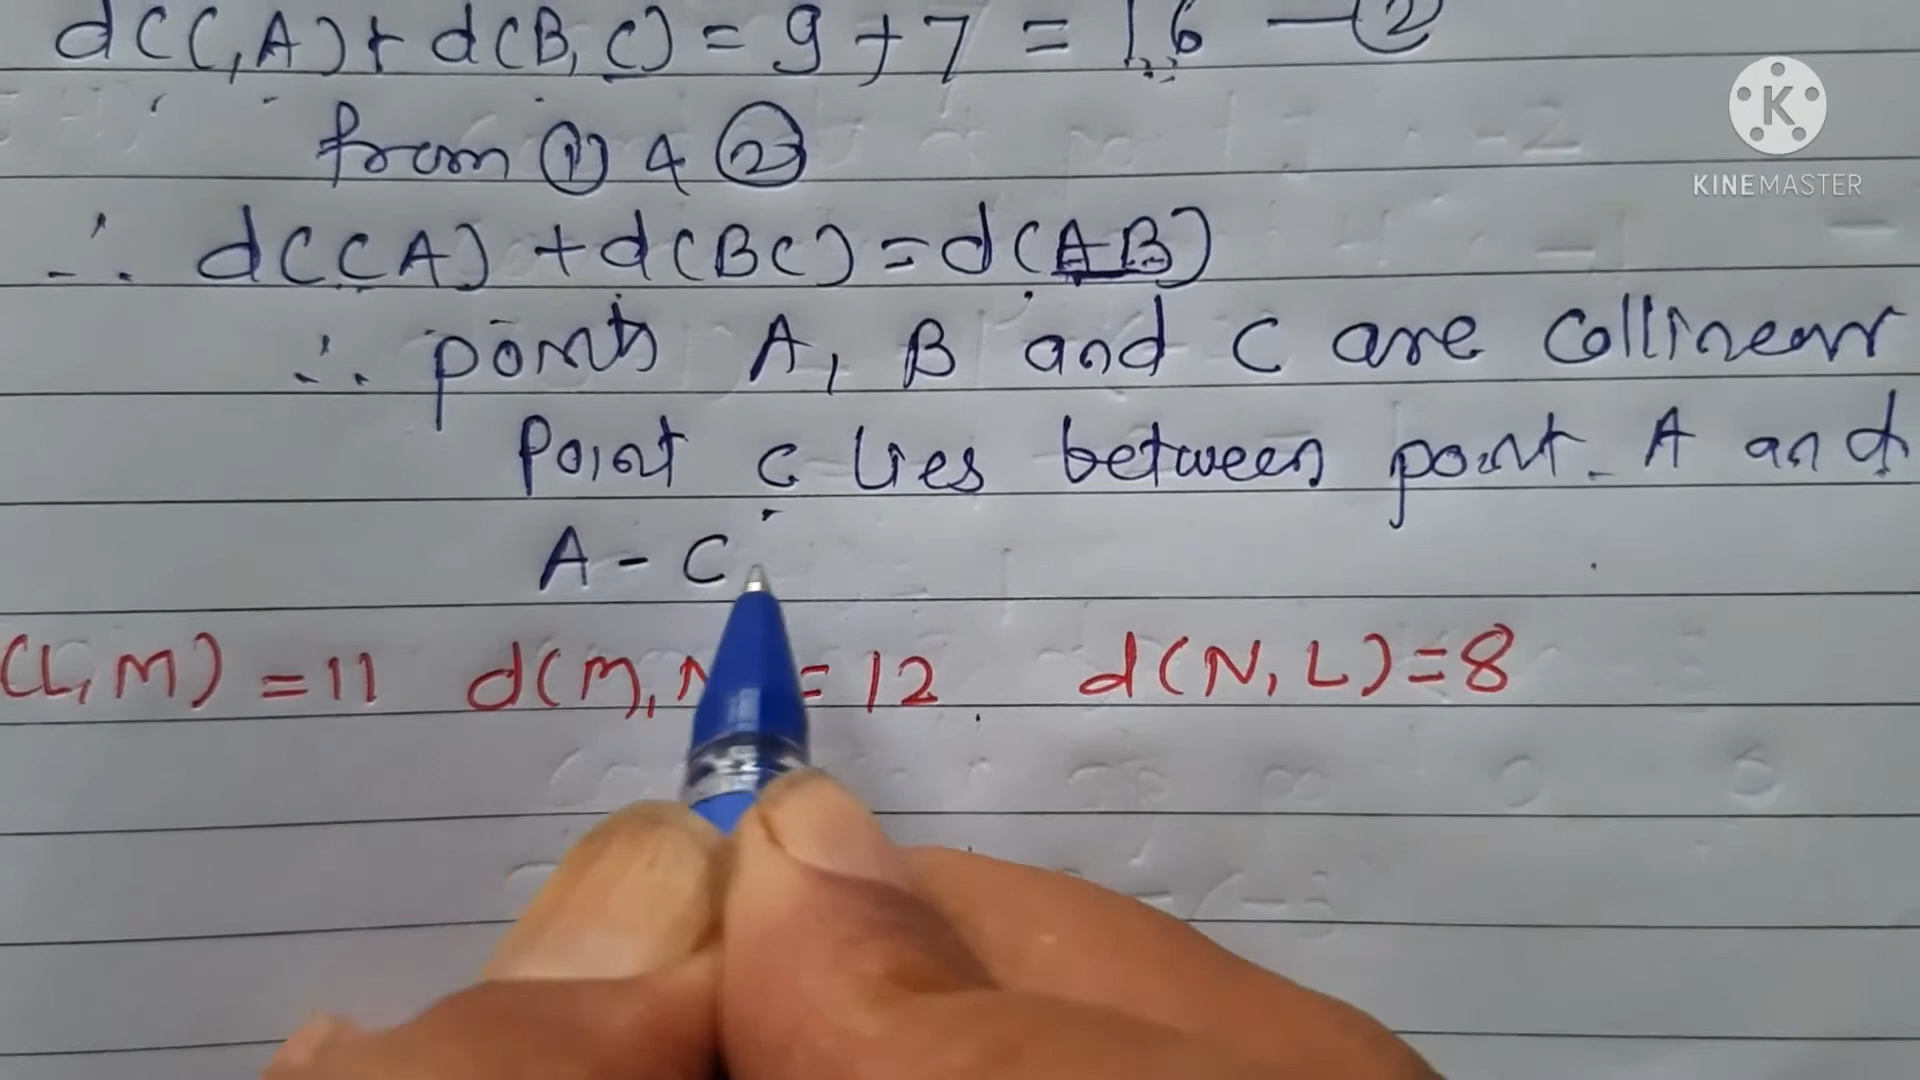 d(C,A)+ d(B,C) = 9 + 7 = 16 — ②
from ① & ②
∴ d(CA) + d(BC) = d(AB)
∴ points A, B and C are collinear
Point C lies between point A and
A - C
(L,M) = 11 d(M,N = 12 d(N,L)=8
KINEMASTER